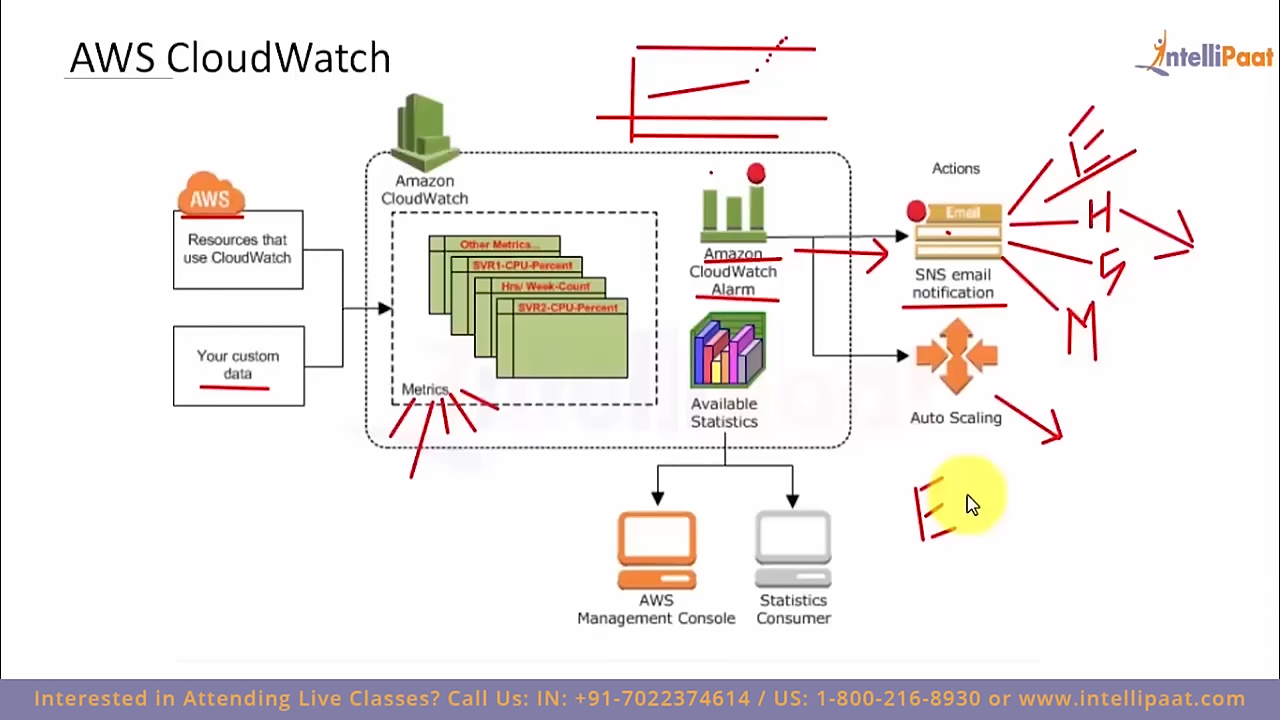 AWS CloudWatch
IntelliPaat
Amazon
CloudWatch
AWS
Resources that
use CloudWatch
Your custom
data
Other Metrics...
SVR1-CPU-Percent
Hrs/ Week-Count
SVR2-CPU-Percent
Metrics
Amazon
CloudWatch
Alarm
Available
Statistics
Actions
Email
SNS email
notification
Auto Scaling
E
H
S
M
E
AWS
Management Console
Statistics
Consumer
Interested in Attending Live Classes? Call Us: IN: +91-7022374614 / US: 1-800-216-8930 or www.intellipaat.com